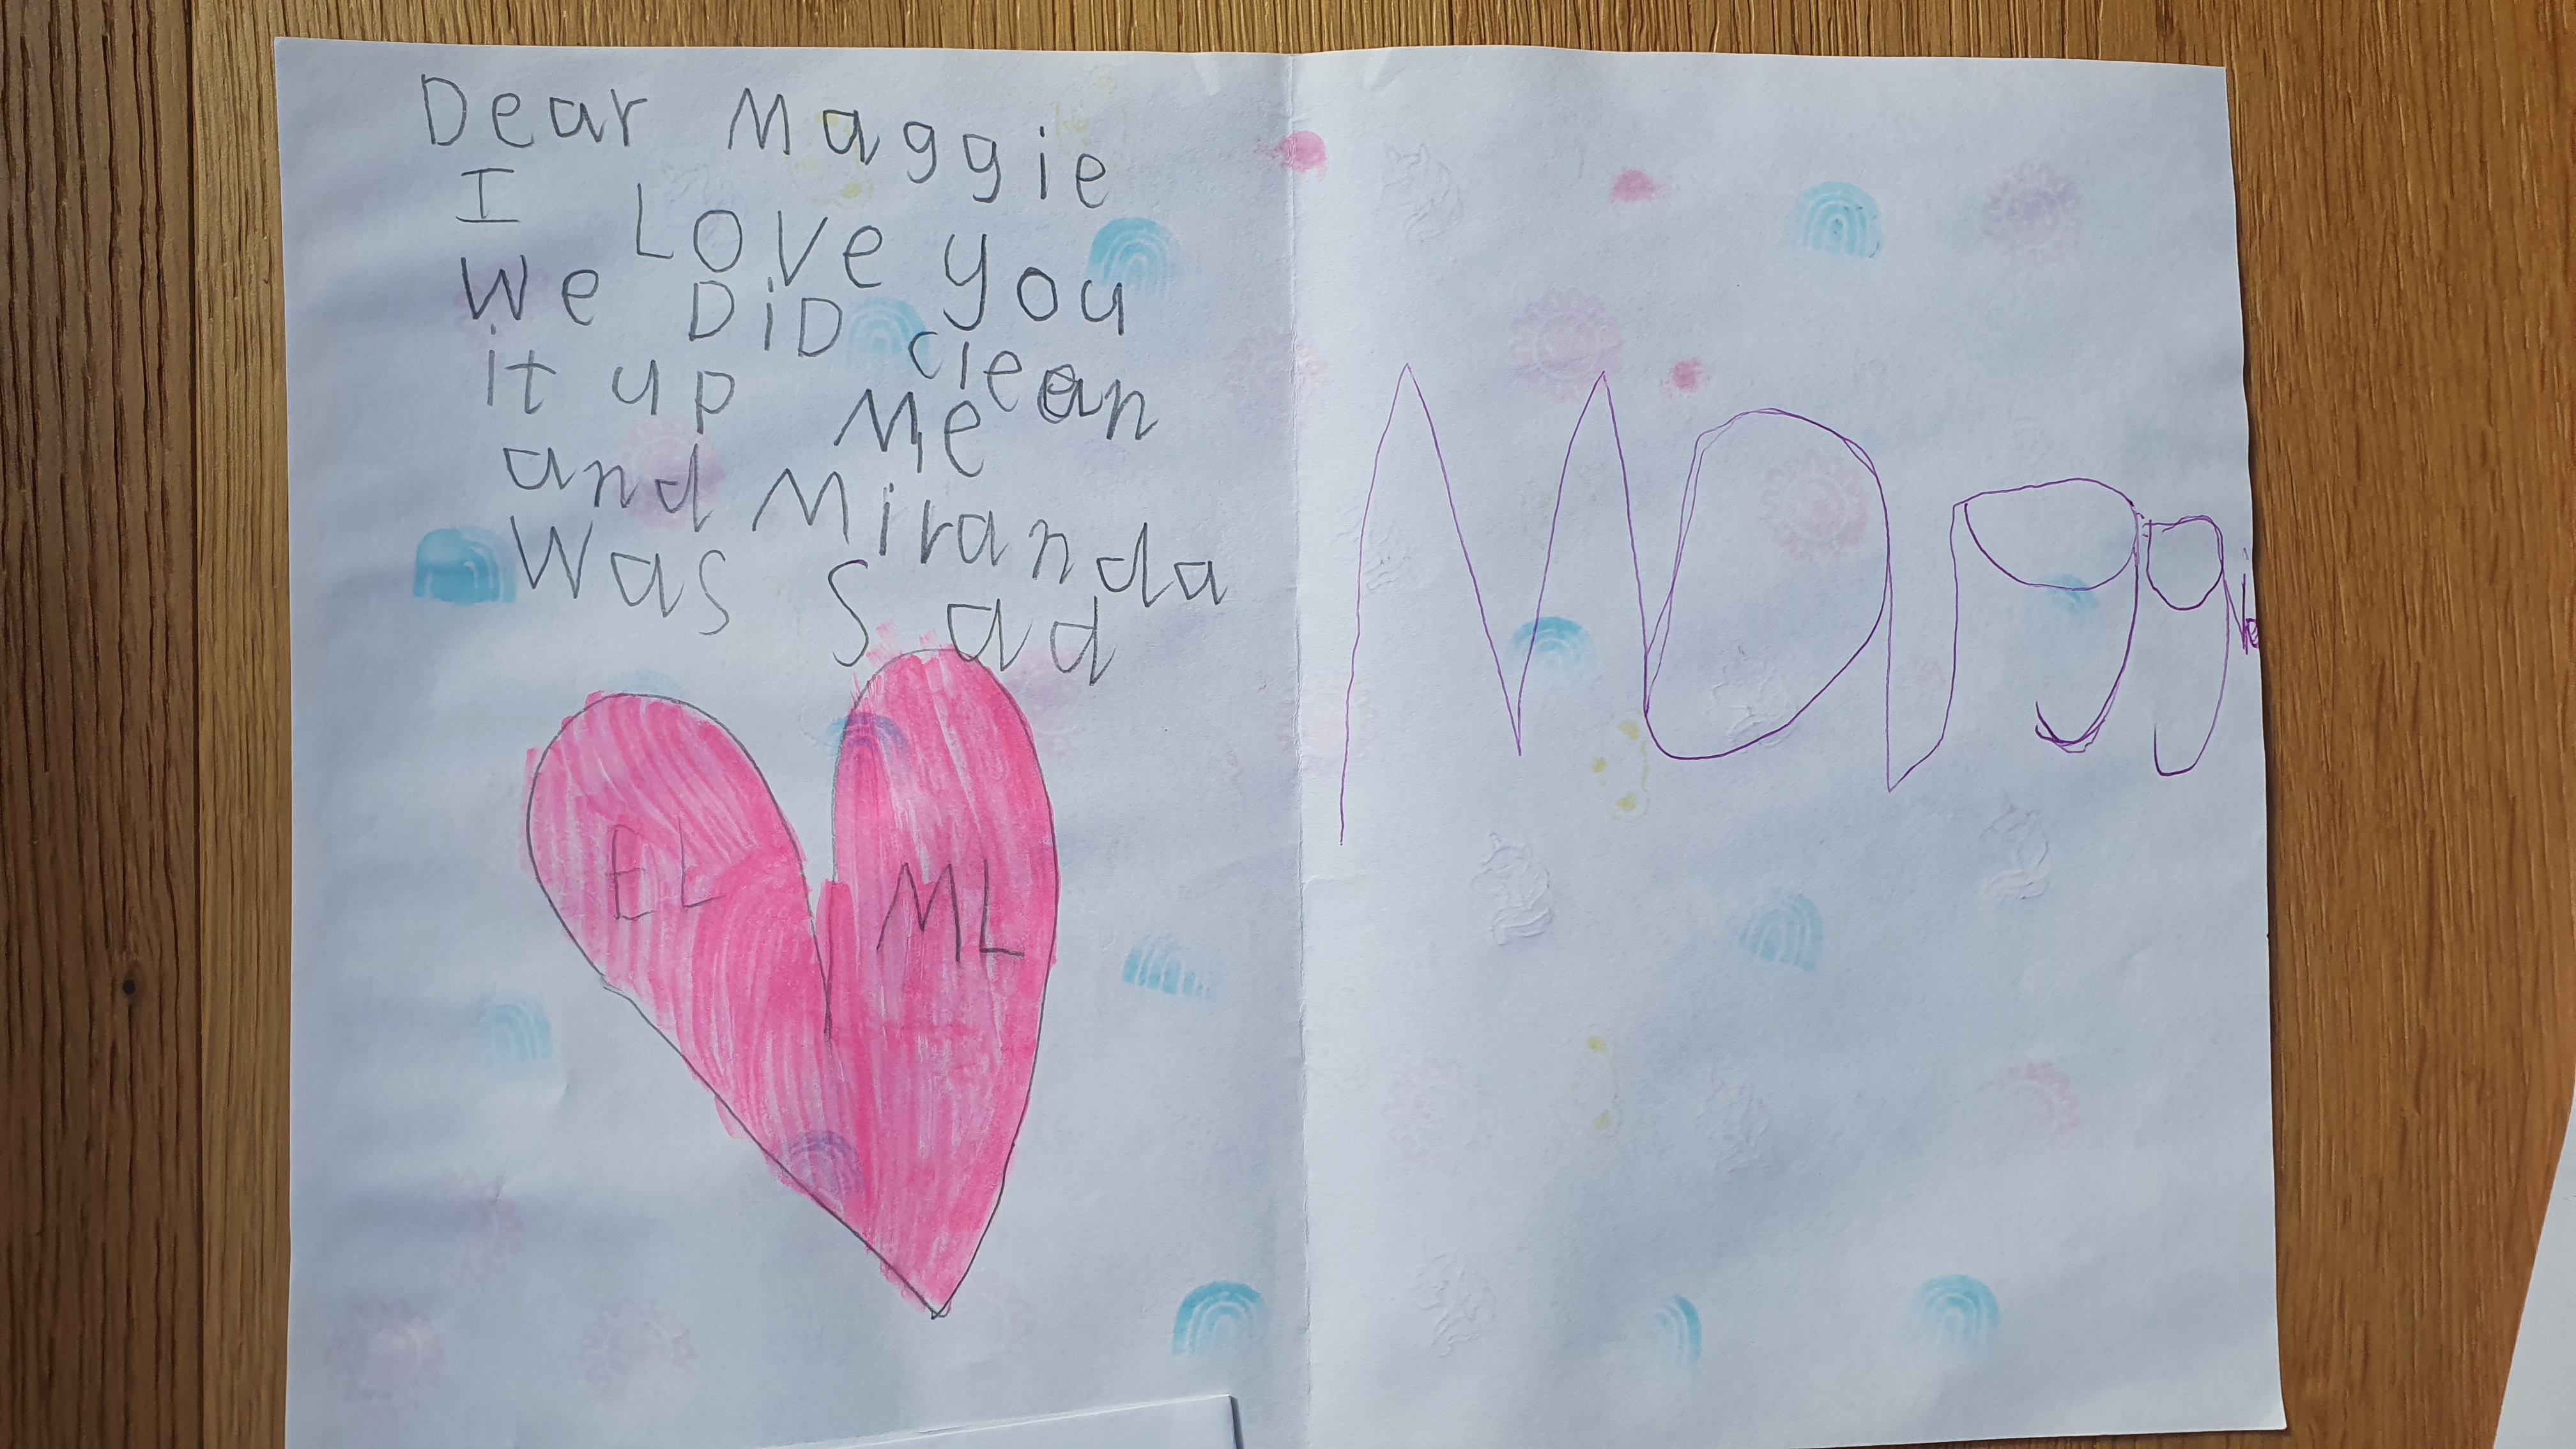 Dear Maggie
I Love you
We DiD clean
it up Me
and Miranda
Was Sad
EL ML
Maggie